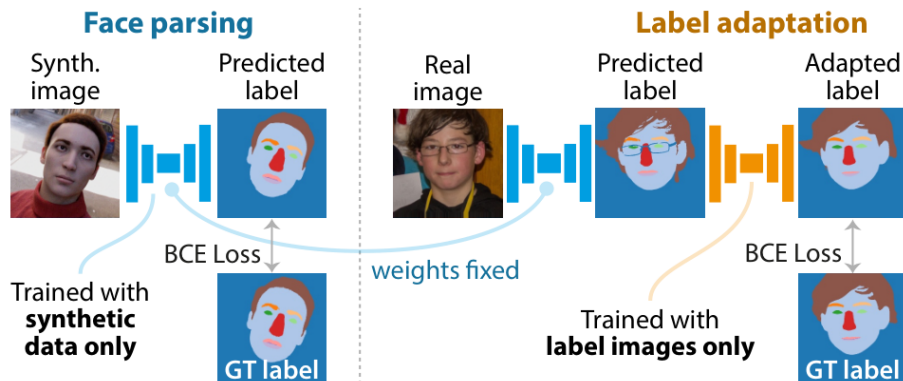 Face parsing
Synth.
image
Predicted
label
BCE Loss
Trained with
synthetic
data only
GT label
weights fixed
Label adaptation
Real
image
Predicted
label
Adapted
label
BCE Loss
Trained with
label images only
GT label